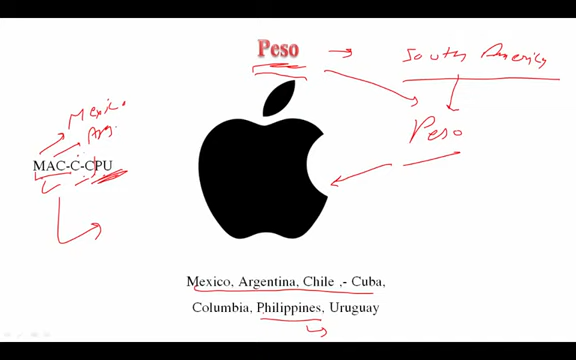 Peso
South America
Peso
Mexico
Arg.
MAC-C-CPU
Mexico, Argentina, Chile ,- Cuba,
Columbia, Philippines, Uruguay